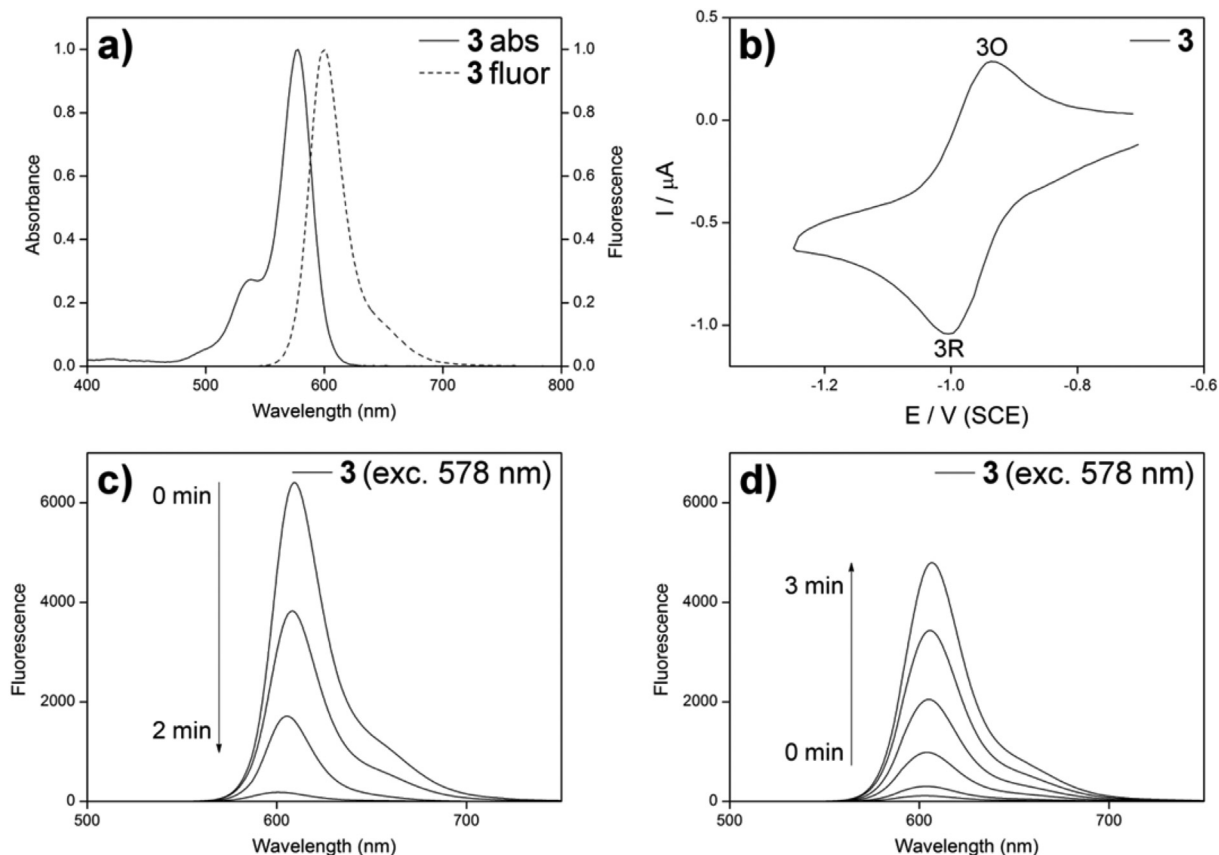 a)
3 abs
3 fluor
1.0
0.8
0.6
0.4
0.2
0.0
Absorbance
1.0
0.8
0.6
0.4
0.2
0.0
Fluorescence
400 500 600 700 800
Wavelength (nm)
b)
3
3O
3R
0.5
0.0
-0.5
-1.0
I / μA
-1.2 -1.0 -0.8 -0.6
E / V (SCE)
c)
3 (exc. 578 nm)
0 min
2 min
6000
4000
2000
0
Fluorescence
500 600 700
Wavelength (nm)
d)
3 (exc. 578 nm)
3 min
0 min
6000
4000
2000
0
Fluorescence
500 600 700
Wavelength (nm)